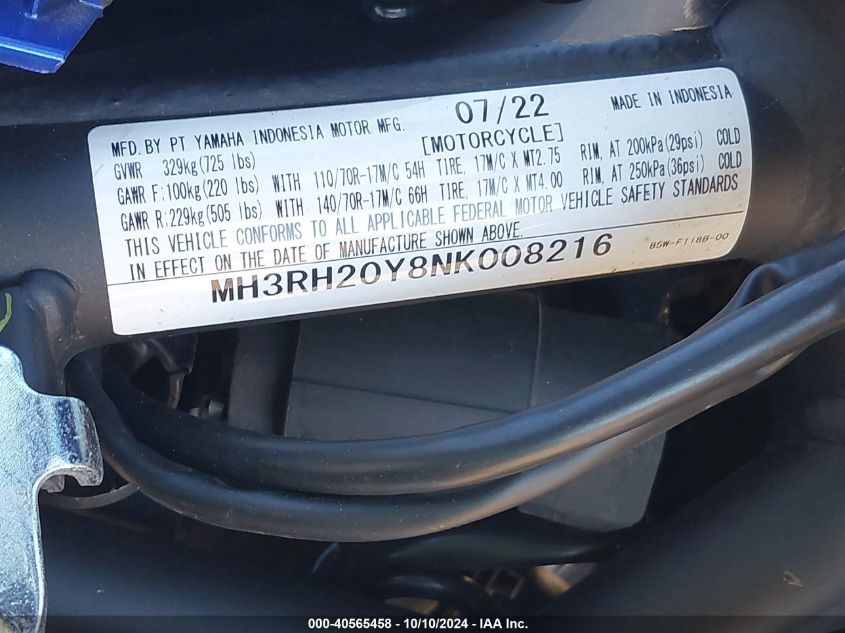 MFD. BY PT YAMAHA INDONESIA MOTOR MFG. 07/22 MADE IN INDONESIA
[MOTORCYCLE]
GVWR 329kg(725 lbs)
GAWR F:100kg(220 lbs) WITH 110/70R-17M/C 54H TIRE, 17M/C X MT2.75 RIM, AT 200kPa(29psi) COLD
GAWR R:229kg(505 lbs) WITH 140/70R-17M/C 66H TIRE, 17M/C X MT4.00 RIM, AT 250kPa(36psi) COLD
THIS VEHICLE CONFORMS TO ALL APPLICABLE FEDERAL MOTOR VEHICLE SAFETY STANDARDS
IN EFFECT ON THE DATE OF MANUFACTURE SHOWN ABOVE.
MH3RH20Y8NK008216
B5W-F118B-00
000-40565458 - 10/10/2024 - IAA Inc.